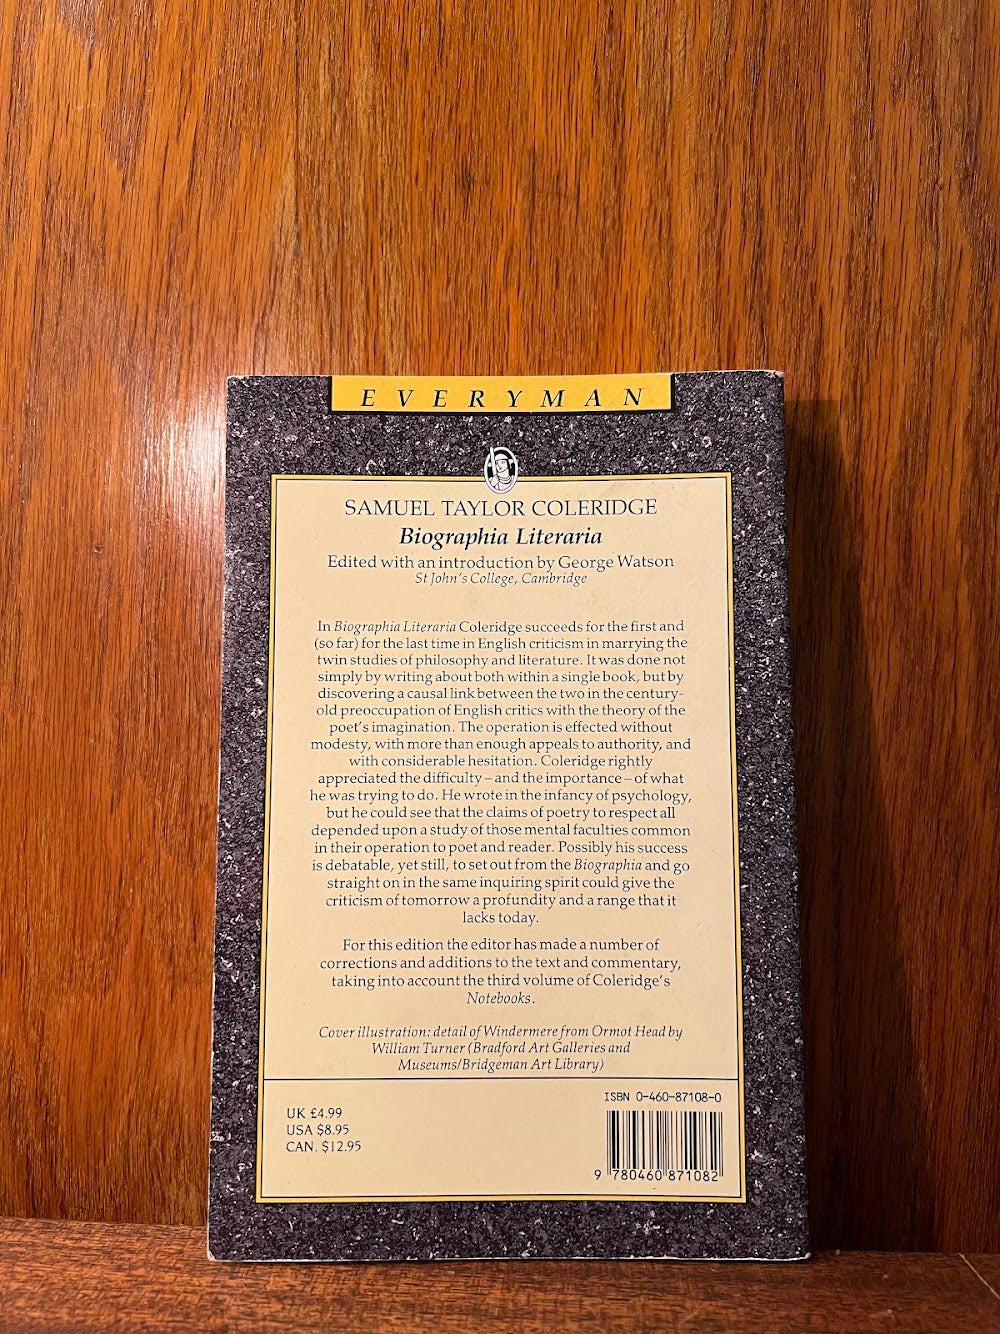 EVERYMAN
SAMUEL TAYLOR COLERIDGE
Biographia Literaria
Edited with an introduction by George Watson
St John's College, Cambridge
In Biographia Literaria Coleridge succeeds for the first and
(so far) for the last time in English criticism in marrying the
twin studies of philosophy and literature. It was done not
simply by writing about both within a single book, but by
discovering a causal link between the two in the century-
old preoccupation of English critics with the theory of the
poet's imagination. The operation is effected without
modesty, with more than enough appeals to authority, and
with considerable hesitation. Coleridge rightly
appreciated the difficulty – and the importance – of what
he was trying to do. He wrote in the infancy of psychology,
but he could see that the claims of poetry to respect all
depended upon a study of those mental faculties common
in their operation to poet and reader. Possibly his success
is debatable, yet still, to set out from the Biographia and go
straight on in the same inquiring spirit could give the
criticism of tomorrow a profundity and a range that it
lacks today.
For this edition the editor has made a number of
corrections and additions to the text and commentary,
taking into account the third volume of Coleridge's
Notebooks.
Cover illustration: detail of Windermere from Ormot Head by
William Turner (Bradford Art Galleries and
Museums/Bridgeman Art Library)
ISBN 0-460-87108-0
UK £4.99
USA $8.95
CAN. $12.95
9 780460 871082